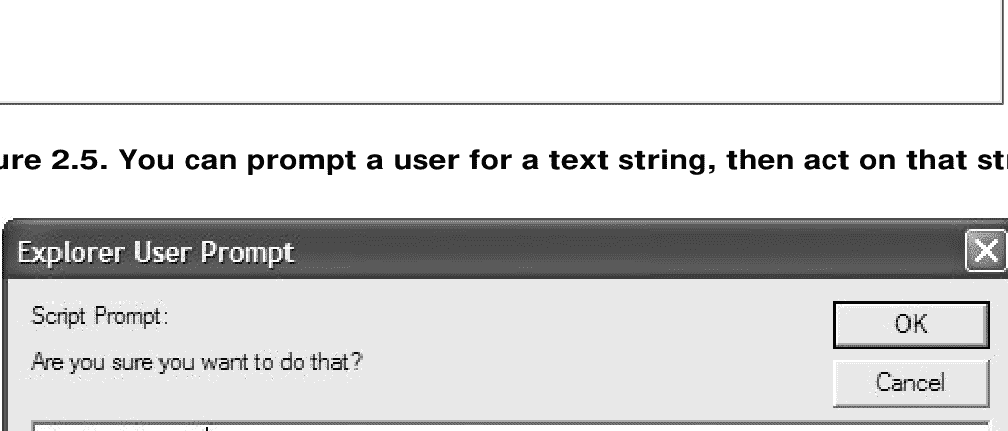 ure 2.5. You can prompt a user for a text string, then act on that str
Explorer User Prompt
Script Prompt:
OK
Are you sure you want to do that?
Cancel